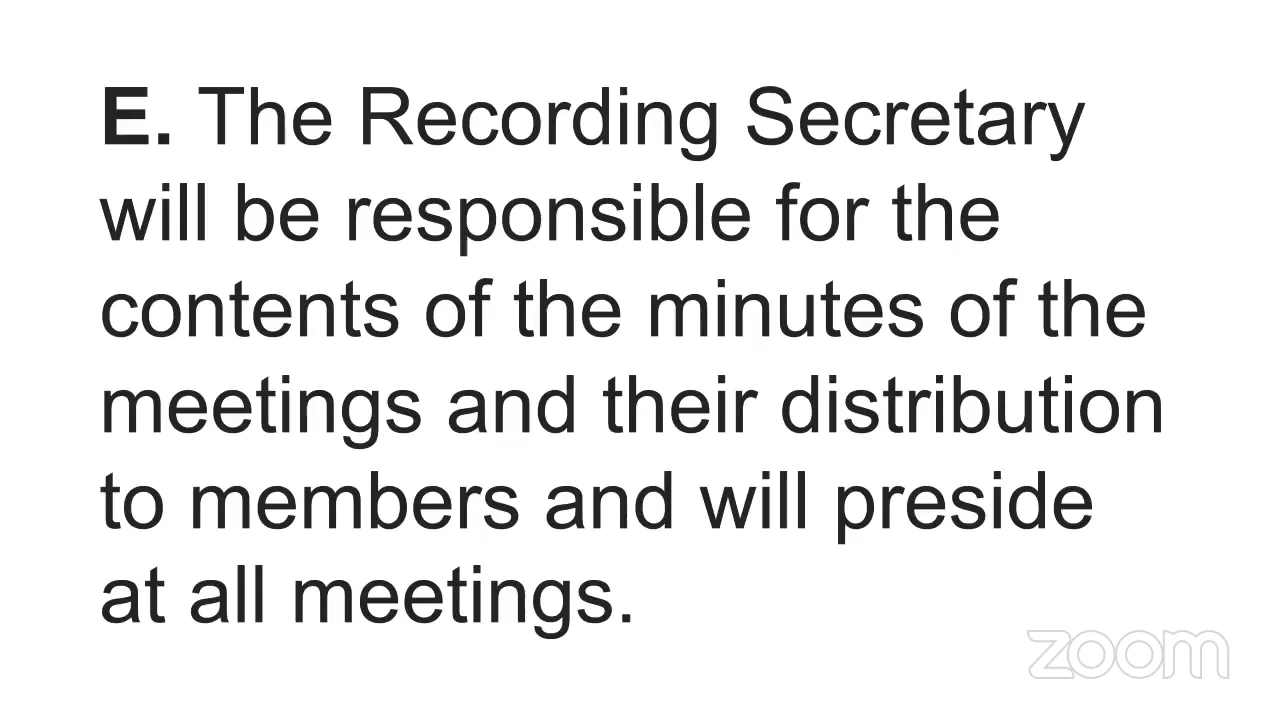 E. The Recording Secretary
will be responsible for the
contents of the minutes of the
meetings and their distribution
to members and will preside
at all meetings.
zoom